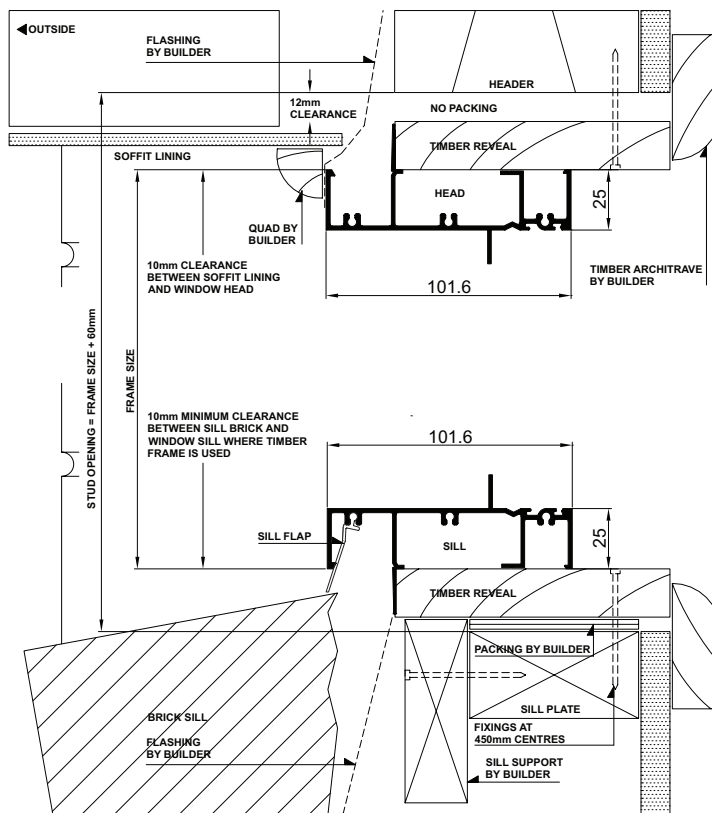 OUTSIDE
FLASHING
BY BUILDER
HEADER
12mm
CLEARANCE
NO PACKING
SOFFIT LINING
TIMBER REVEAL
HEAD
25
QUAD BY
BUILDER
10mm CLEARANCE
BETWEEN SOFFIT LINING
AND WINDOW HEAD
TIMBER ARCHITRAVE
BY BUILDER
101.6
STUD OPENING = FRAME SIZE + 60mm
FRAME SIZE
10mm MINIMUM CLEARANCE
BETWEEN SILL BRICK AND
WINDOW SILL WHERE TIMBER
FRAME IS USED
101.6
SILL FLAP
SILL
25
TIMBER REVEAL
PACKING BY BUILDER
SILL PLATE
BRICK SILL
FLASHING
BY BUILDER
FIXINGS AT
450mm CENTRES
SILL SUPPORT
BY BUILDER